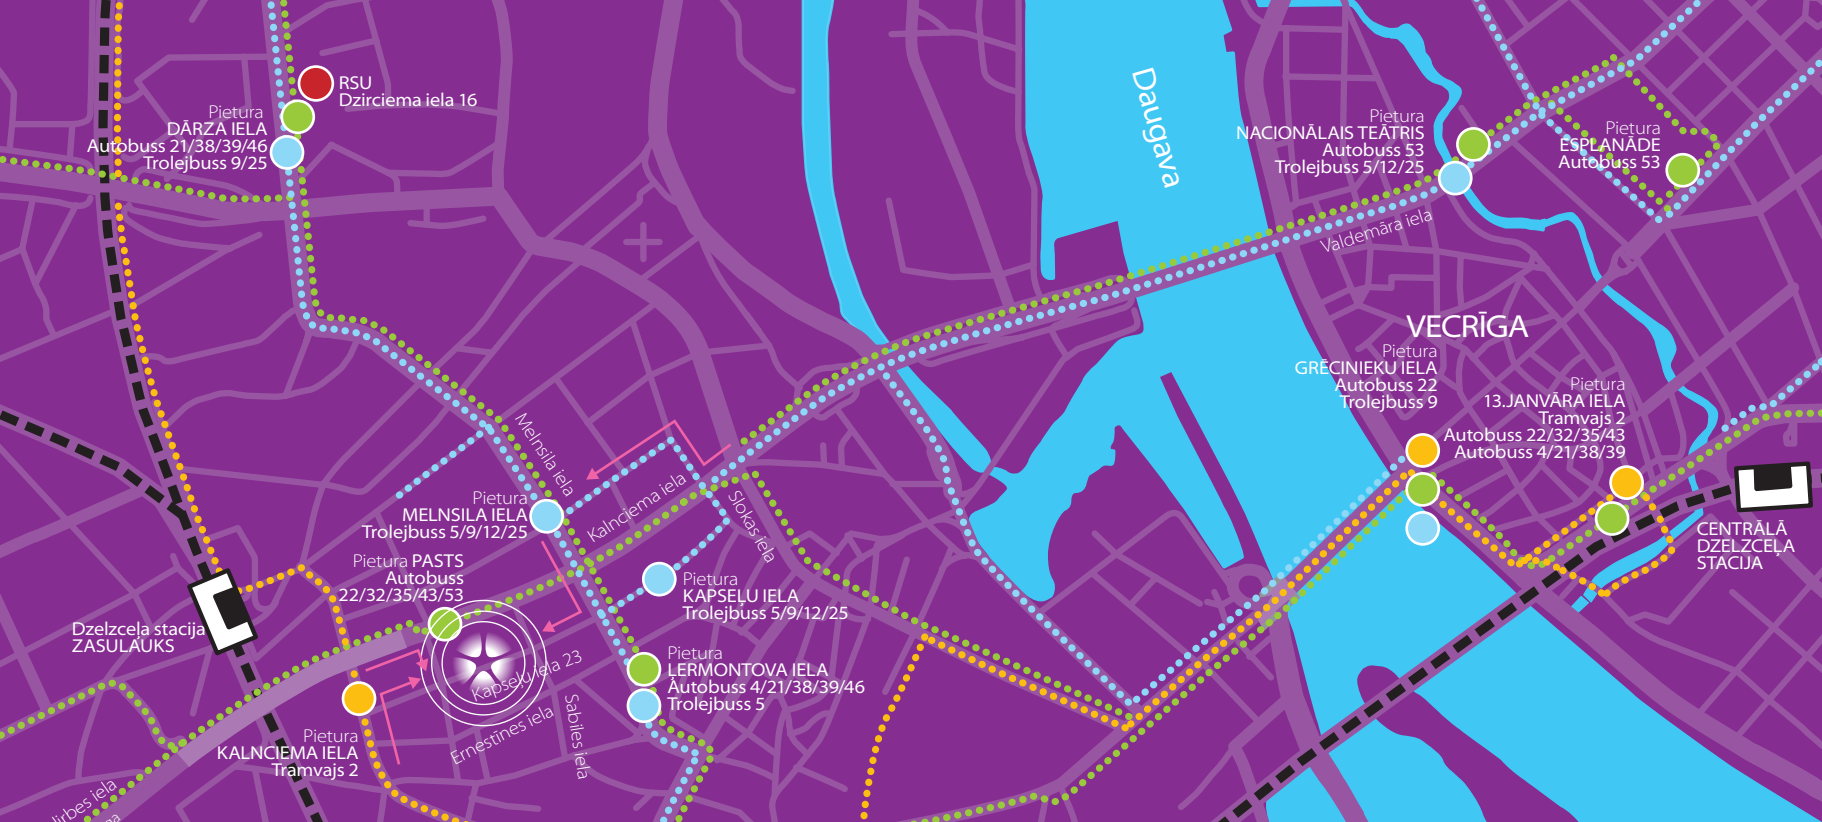 RSU
Dzirciema iela 16
Pietura
DĀRZA IELA
Autobuss 21/38/39/46
Trolejbuss 9/25
Daugava
Pietura
NACIONĀLAIS TEĀTRIS
Autobuss 53
Trolejbuss 5/12/25
Pietura
ESPLANĀDE
Autobuss 53
Valdemāra iela
VECRĪGA
Pietura
GRĒCINIEKU IELA
Autobuss 22
Trolejbuss 9
Pietura
13.JANVĀRA IELA
Tramvajs 2
Autobuss 22/32/35/43
Autobuss 4/21/38/39
CENTRĀLĀ
DZELZCEĻA
STACIJA
Melnsila iela
Kalnciema iela
Slokas iela
Pietura
MELNSILA IELA
Trolejbuss 5/9/12/25
Pietura PASTS
Autobuss
22/32/35/43/53
Pietura
KAPSEĻU IELA
Trolejbuss 5/9/12/25
Dzelzceļa stacija
ZASULAUKS
Pietura
LERMONTOVA IELA
Autobuss 4/21/38/39/46
Trolejbuss 5
Kapseļu iela 23
Ernestīnes iela
Sabiles iela
Pietura
KALNCIEMA IELA
Tramvajs 2
iela